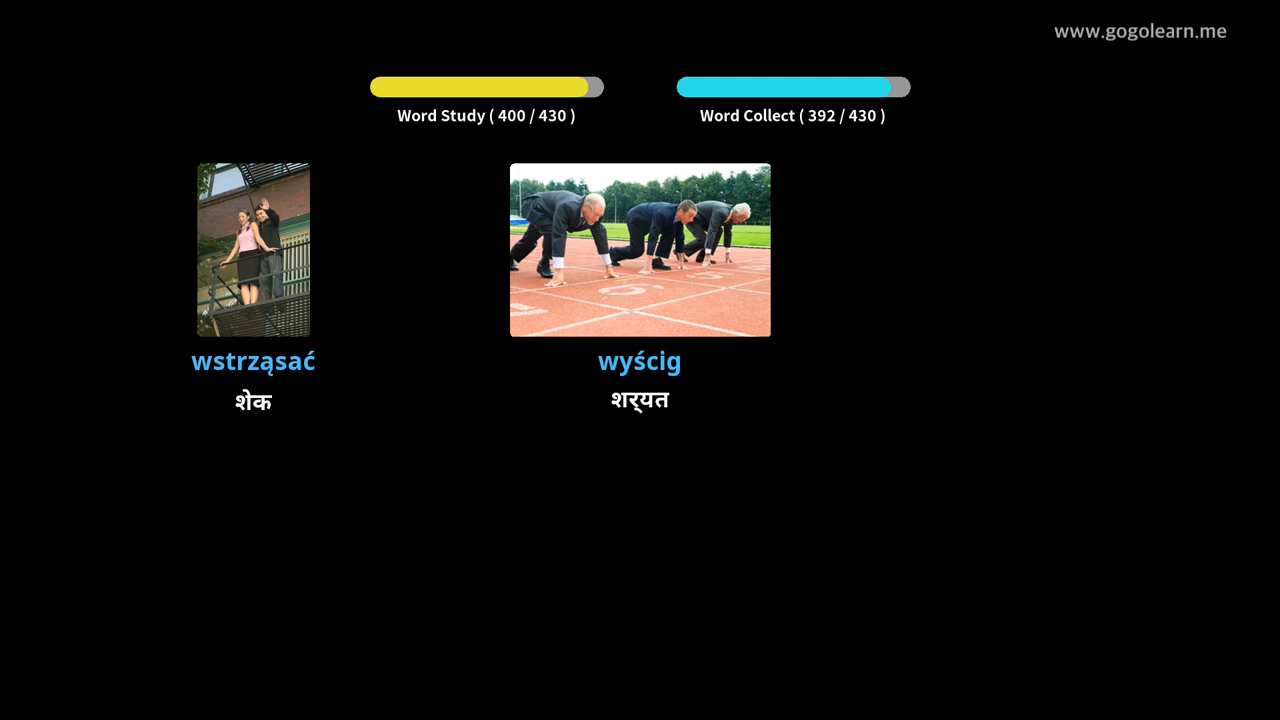 www.gogolearn.me
Word Study ( 400 / 430 )
Word Collect ( 392 / 430 )
wstrząsać
शेक
wyścig
शर्‍यत